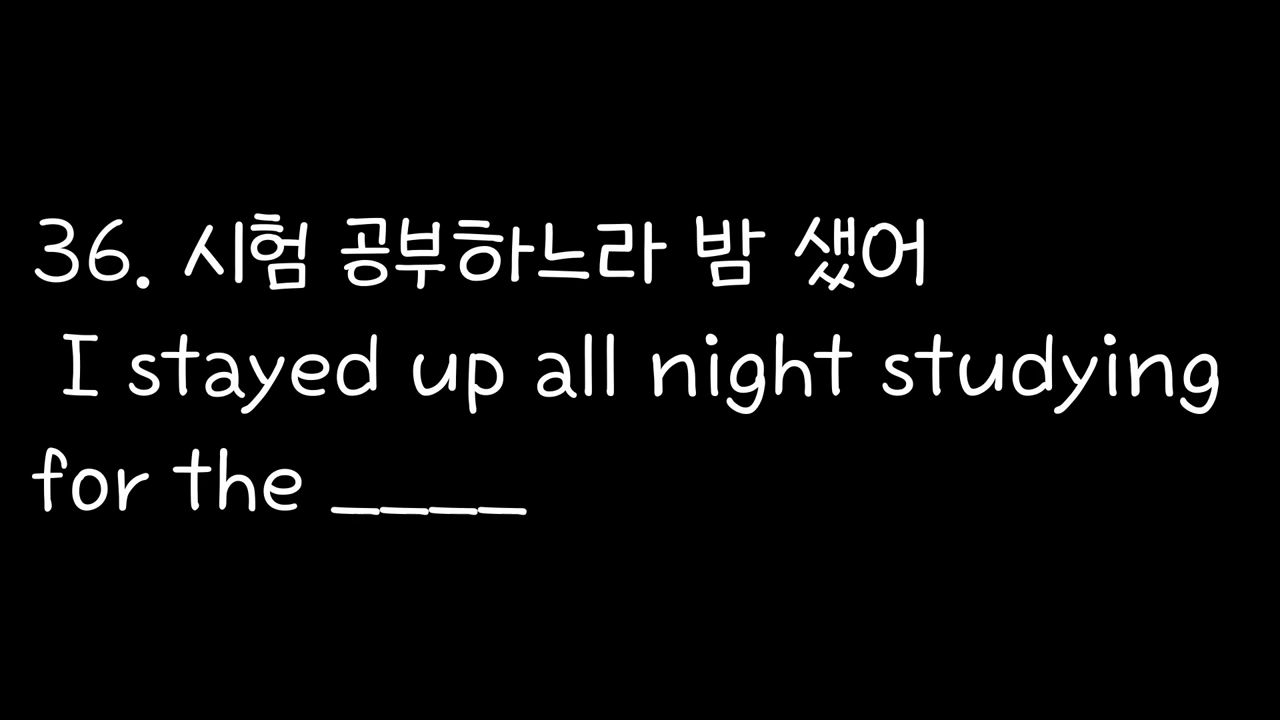 36. 시험 공부하느라 밤 샜어
I stayed up all night studying
for the ____